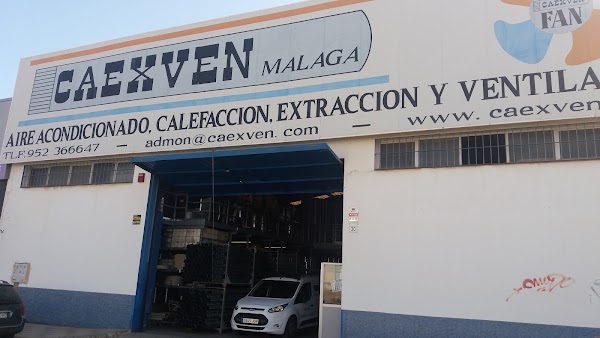 CAEXVEN MALAGA
CAEXVEN
FAN
AIRE ACONDICIONADO, CALEFACCION, EXTRACCION Y VENTILA
TLF. 952 366647 - admon@caexven.com - www.caexven